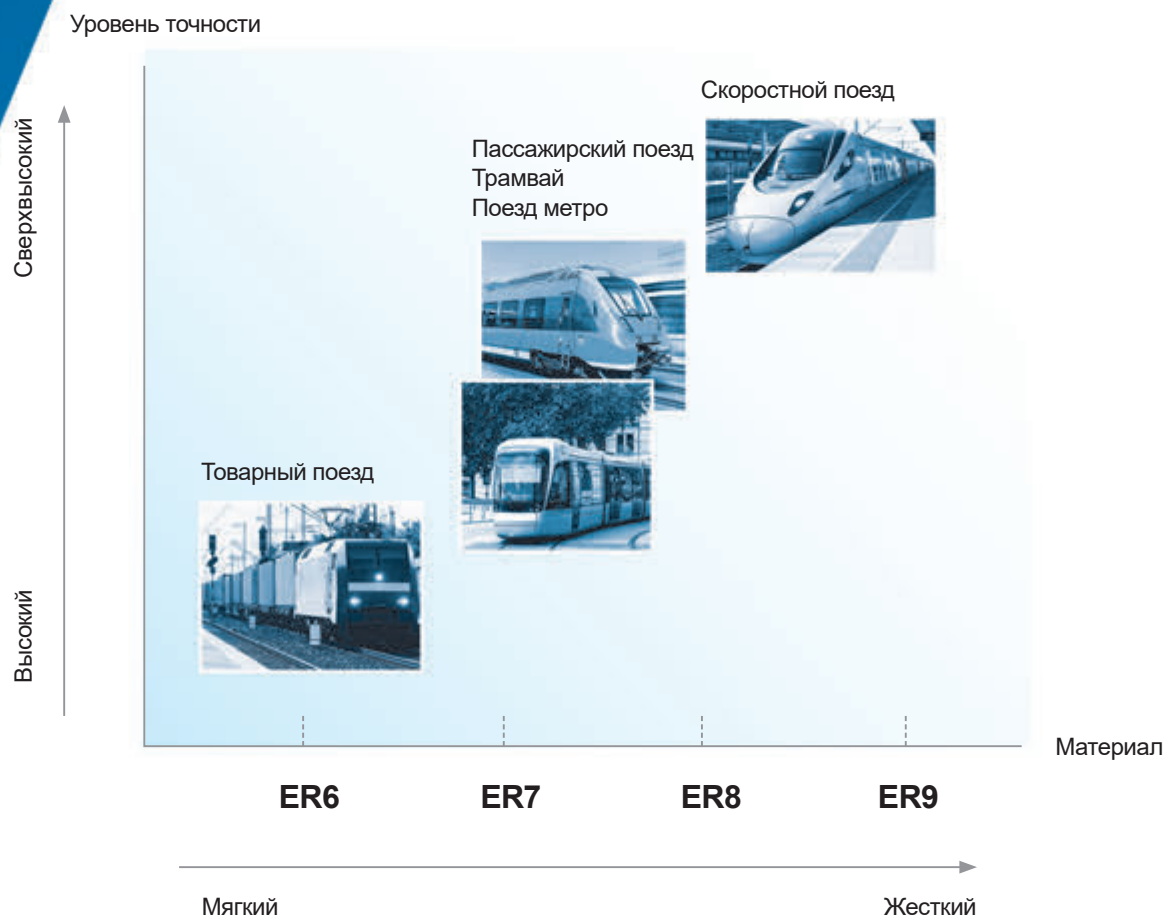 Уровень точности
Скоростной поезд
Пассажирский поезд
Трамвай
Поезд метро
Сверхвысокий
Товарный поезд
Высокий
Материал
ER6
ER7
ER8
ER9
Мягкий
Жесткий